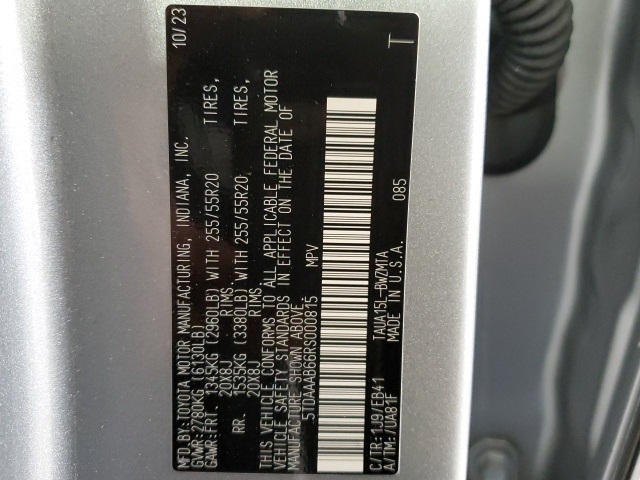 MFD.BY:TOYOTA MOTOR MANUFACTURING, INDIANA, INC. 10/23
GVWR:2780KG(6130LB)
GAWR:FRT. 1345KG (2960LB) WITH 255/55R20 TIRES,
20X8J RIMS,
RR. 1535KG (3380LB) WITH 255/55R20 TIRES,
20X8J RIMS
THIS VEHICLE CONFORMS TO ALL APPLICABLE FEDERAL MOTOR
VEHICLE SAFETY STANDARDS IN EFFECT ON THE DATE OF
MANUFACTURE SHOWN ABOVE.
5TDAAAB66RS000815 MPV
T
C/TR:1J9/EB41 TAUA15L-BWZMTA 085
A/TM:/UA81F MADE IN U.S.A.